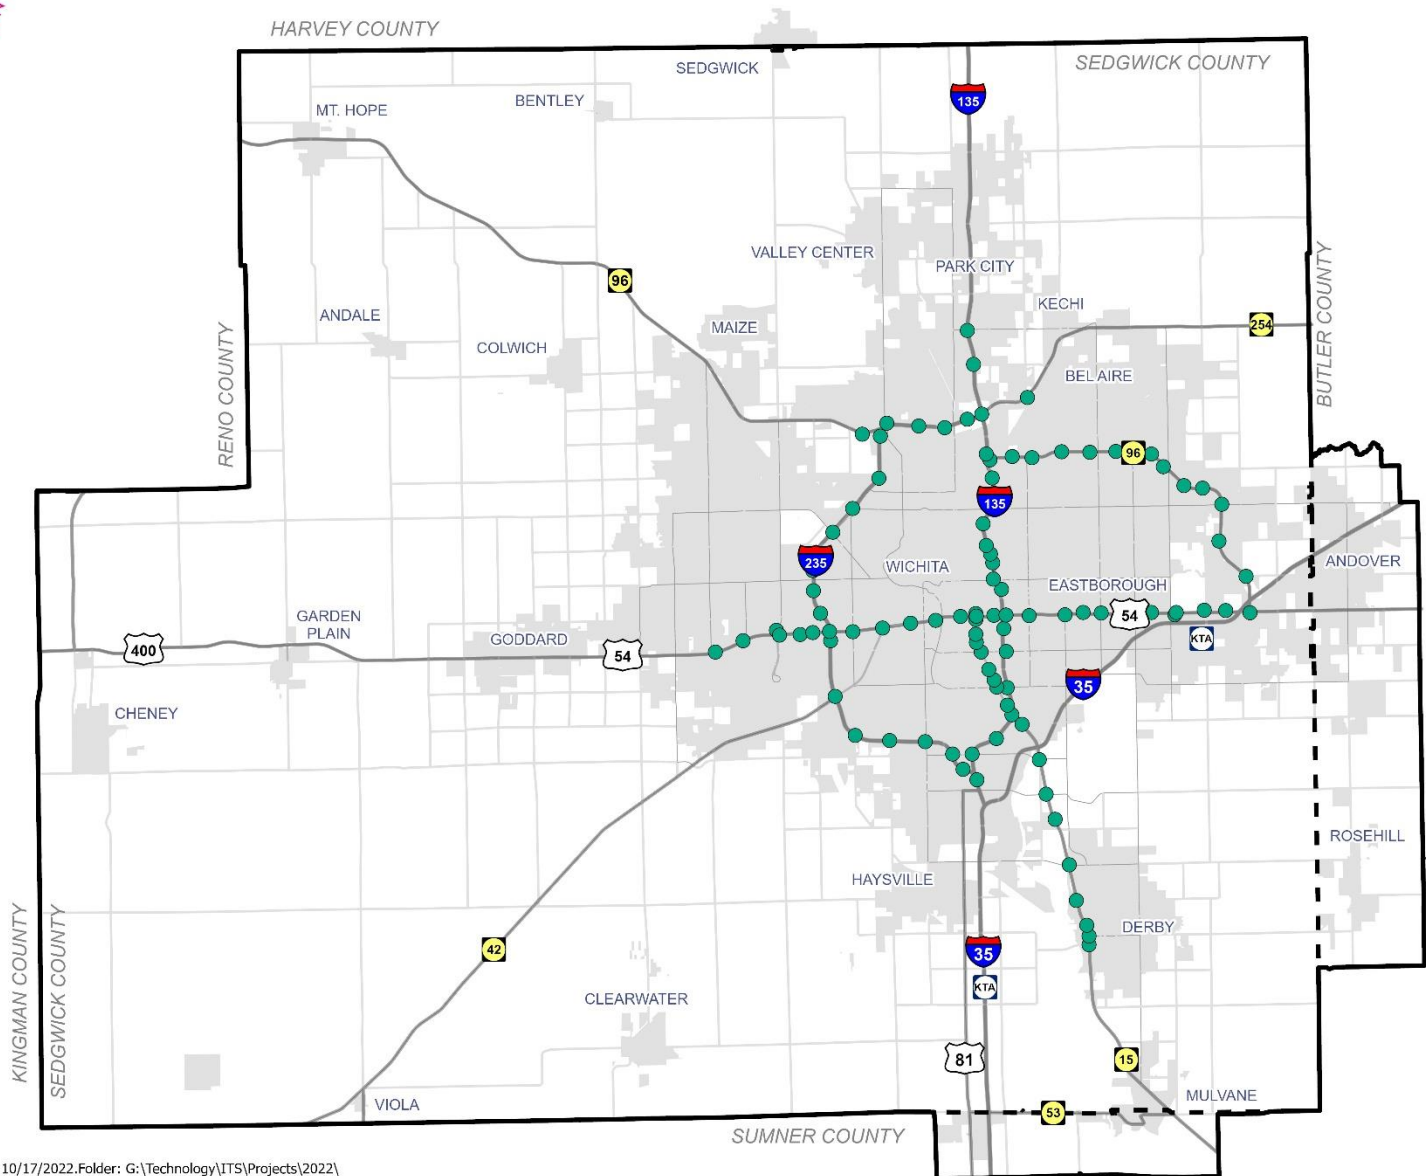 HARVEY COUNTY
SEDGWICK
SEDGWICK COUNTY
135
BENTLEY
MT. HOPE
VALLEY CENTER
PARK CITY
96
KECHI
ANDALE
MAIZE
254
COLWICH
BEL AIRE
RENO COUNTY
BUTLER COUNTY
96
135
235
WICHITA
EASTBOROUGH
ANDOVER
GARDEN
PLAIN
GODDARD
54
KTA
400
54
35
CHENEY
ROSEHILL
HAYSVILLE
DERBY
42
35
KTA
CLEARWATER
KINGMAN COUNTY
SEDGWICK COUNTY
81
15
VIOLA
MULVANE
53
SUMNER COUNTY
10/17/2022.Folder: G:\Technology\ITS\Projects\2022\